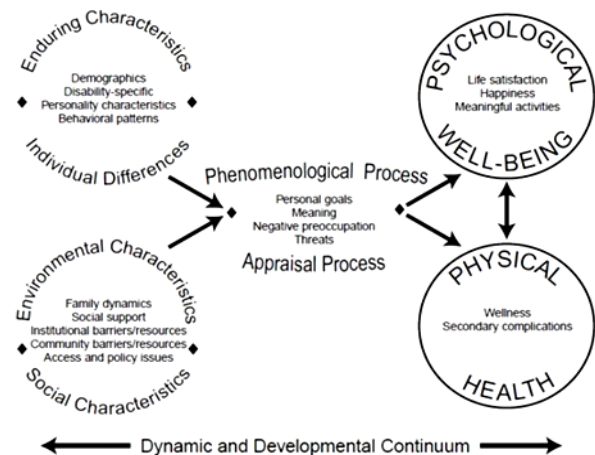 Enduring Characteristics
Demographics
Disability-specific
Personality characteristics
Behavioral patterns
Individual Differences
Environmental Characteristics
Family dynamics
Social support
Institutional barriers/resources
Community barriers/resources
Access and policy issues
Social Characteristics
Phenomenological Process
Personal goals
Meaning
Negative preoccupation
Threats
Appraisal Process
PSYCHOLOGICAL
Life satisfaction
Happiness
Meaningful activities
WELL-BEING
PHYSICAL
Wellness
Secondary complications
HEALTH
Dynamic and Developmental Continuum